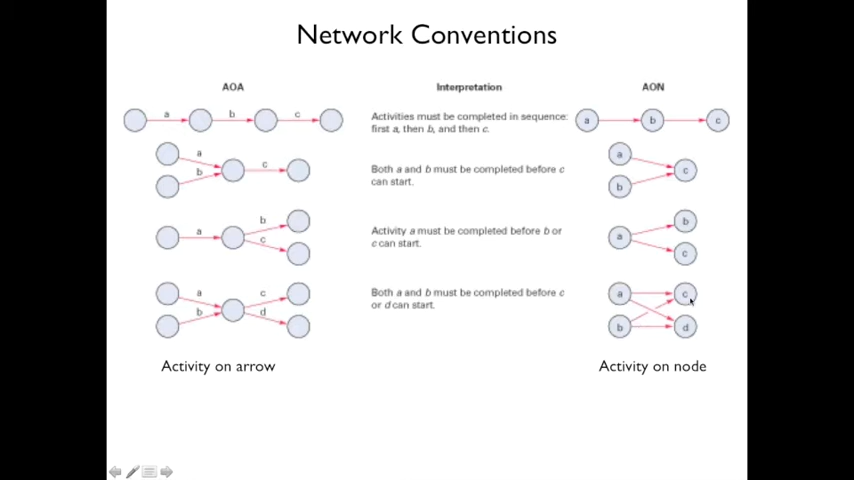 Network Conventions
AOA
Interpretation
AON
a b c
Activities must be completed in sequence:
first a, then b, and then c.
a b c
a
b
c
Both a and b must be completed before c
can start.
a
b
c
a
b
c
Activity a must be completed before b or
c can start.
a
b
c
a
b
c
d
Both a and b must be completed before c
or d can start.
a
b
c
d
Activity on arrow
Activity on node